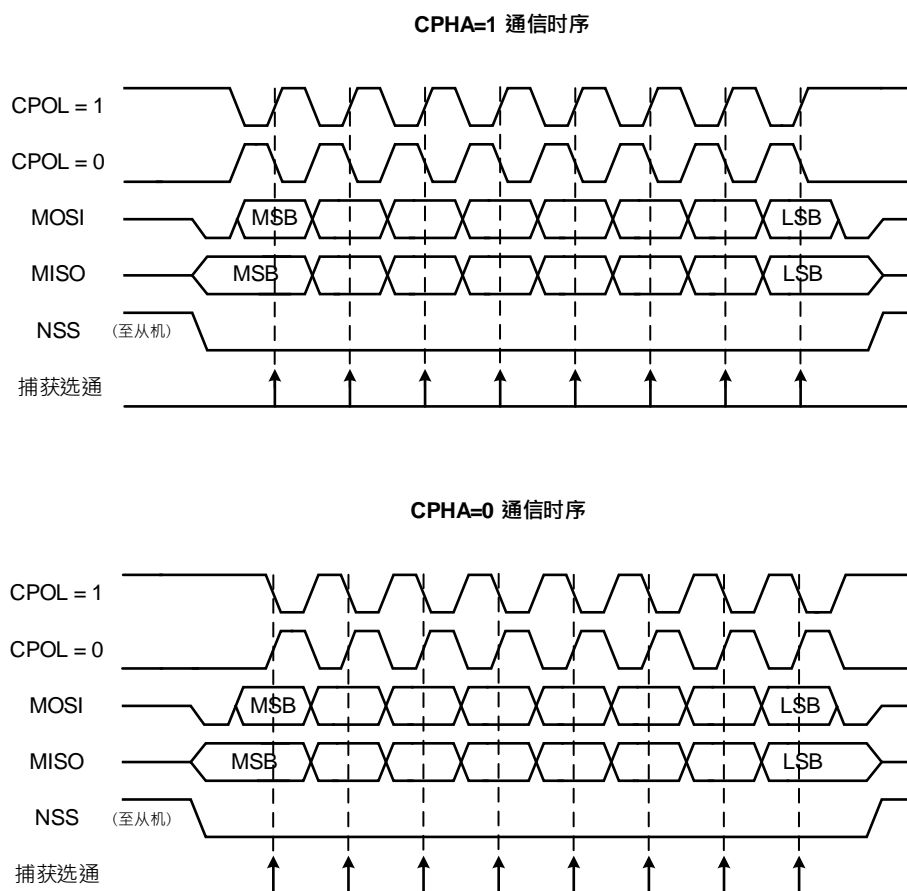 CPHA=1 通信时序
CPOL = 1
CPOL = 0
MOSI MSB LSB
MISO MSB LSB
NSS (至从机)
捕获选通
CPHA=0 通信时序
CPOL = 1
CPOL = 0
MOSI MSB LSB
MISO MSB LSB
NSS (至从机)
捕获选通